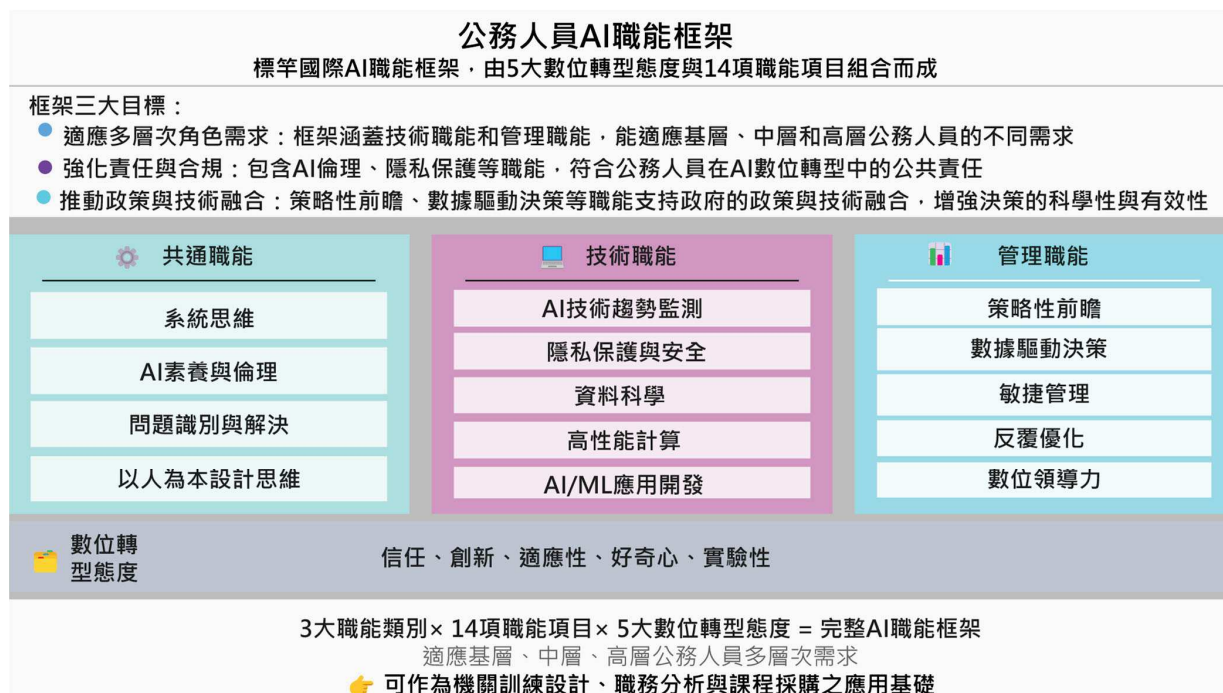 公務人員AI職能框架
標竿國際AI職能框架，由5大數位轉型態度與14項職能項目組合而成
框架三大目標：
適應多層次角色需求：框架涵蓋技術職能和管理職能，能適應基層、中層和高層公務人員的不同需求
強化責任與合規：包含AI倫理、隱私保護等職能，符合公務人員在AI數位轉型中的公共責任
推動政策與技術融合：策略性前瞻、數據驅動決策等職能支持政府的政策與技術融合，增強決策的科學性與有效性
共通職能
系統思維
AI素養與倫理
問題識別與解決
以人為本設計思維
技術職能
AI技術趨勢監測
隱私保護與安全
資料科學
高性能計算
AI/ML應用開發
管理職能
策略性前瞻
數據驅動決策
敏捷管理
反覆優化
數位領導力
數位轉
型態度
信任、創新、適應性、好奇心、實驗性
3大職能類別× 14項職能項目× 5大數位轉型態度 = 完整AI職能框架
適應基層、中層、高層公務人員多層次需求
可作為機關訓練設計、職務分析與課程採購之應用基礎